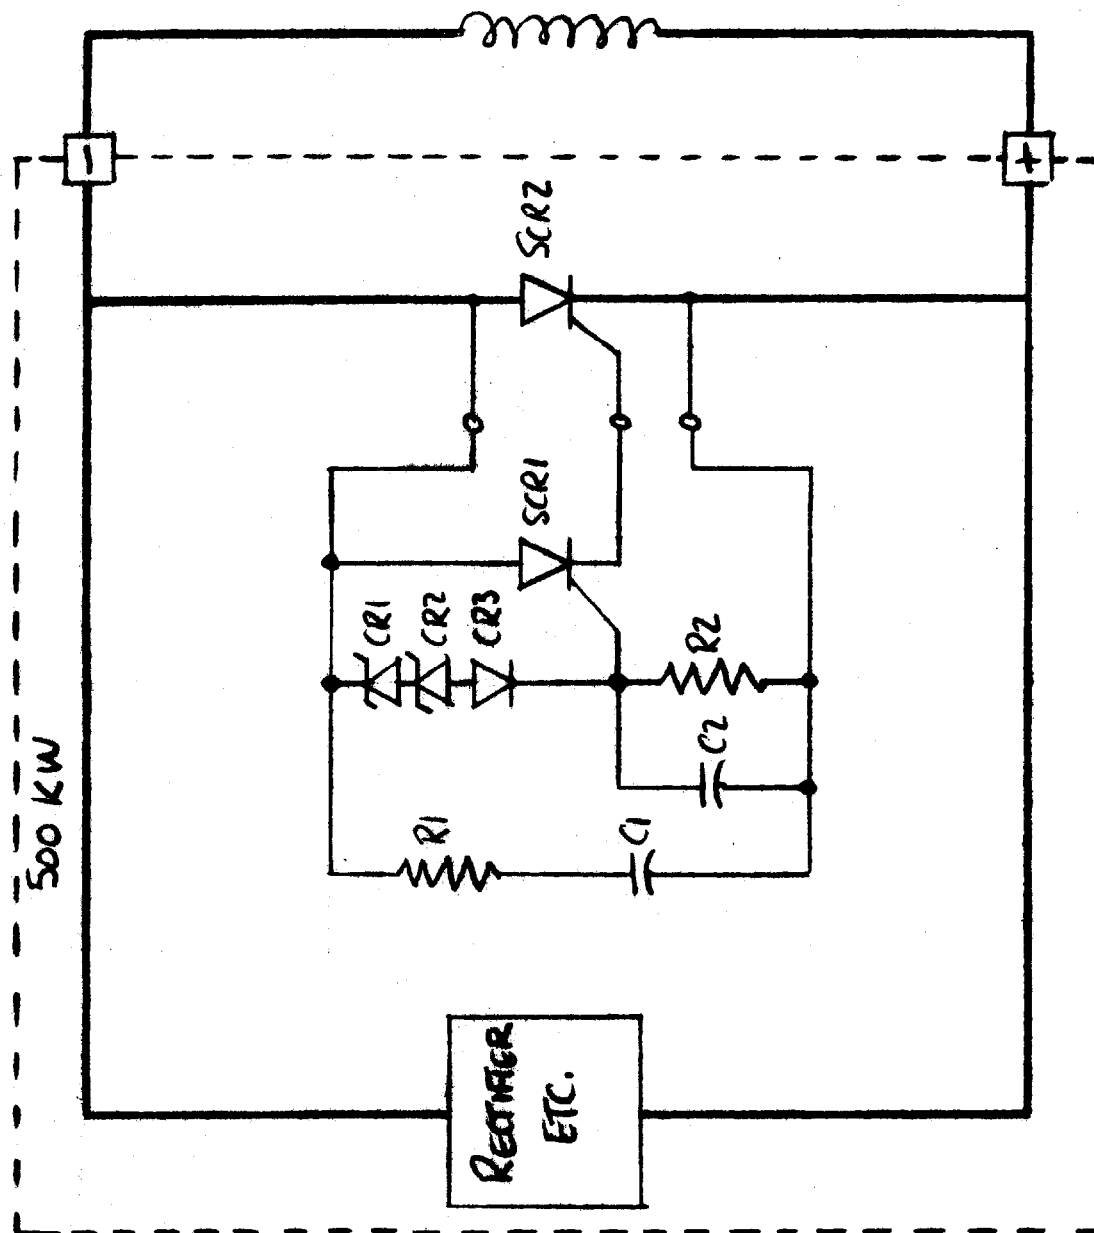 500 KW
RECTIFIER
ETC.
R1
C1
C2
CR1
CR2
CR3
R2
SCR1
SCR2
-
+